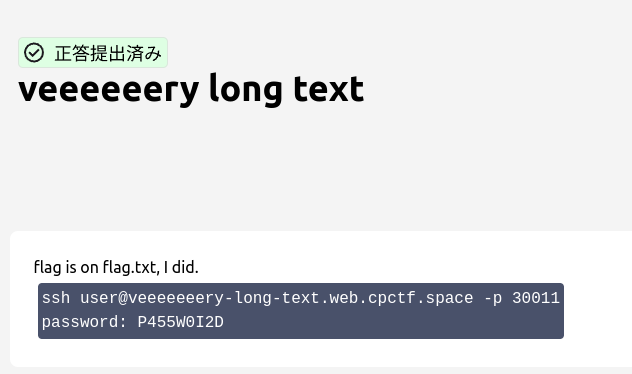 正答提出済み
veeeeeery long text
flag is on flag.txt, I did.
ssh user@veeeeeeery-long-text.web.cpctf.space -p 30011
password: P455W0I2D